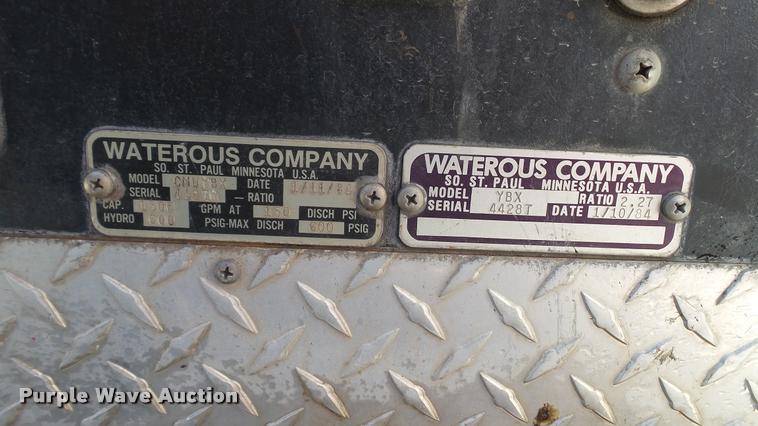 WATEROUS COMPANY
SO. ST. PAUL MINNESOTA U.S.A.
MODEL DATE
SERIAL RATIO
CAP. GPM AT 150 DISCH PSI
HYDRO 600 PSIG-MAX DISCH 600 PSIG
WATEROUS COMPANY
SO. ST. PAUL MINNESOTA U.S.A.
MODEL YBX RATIO 2.27
SERIAL 4428T DATE 1/10/84
Purple Wave Auction